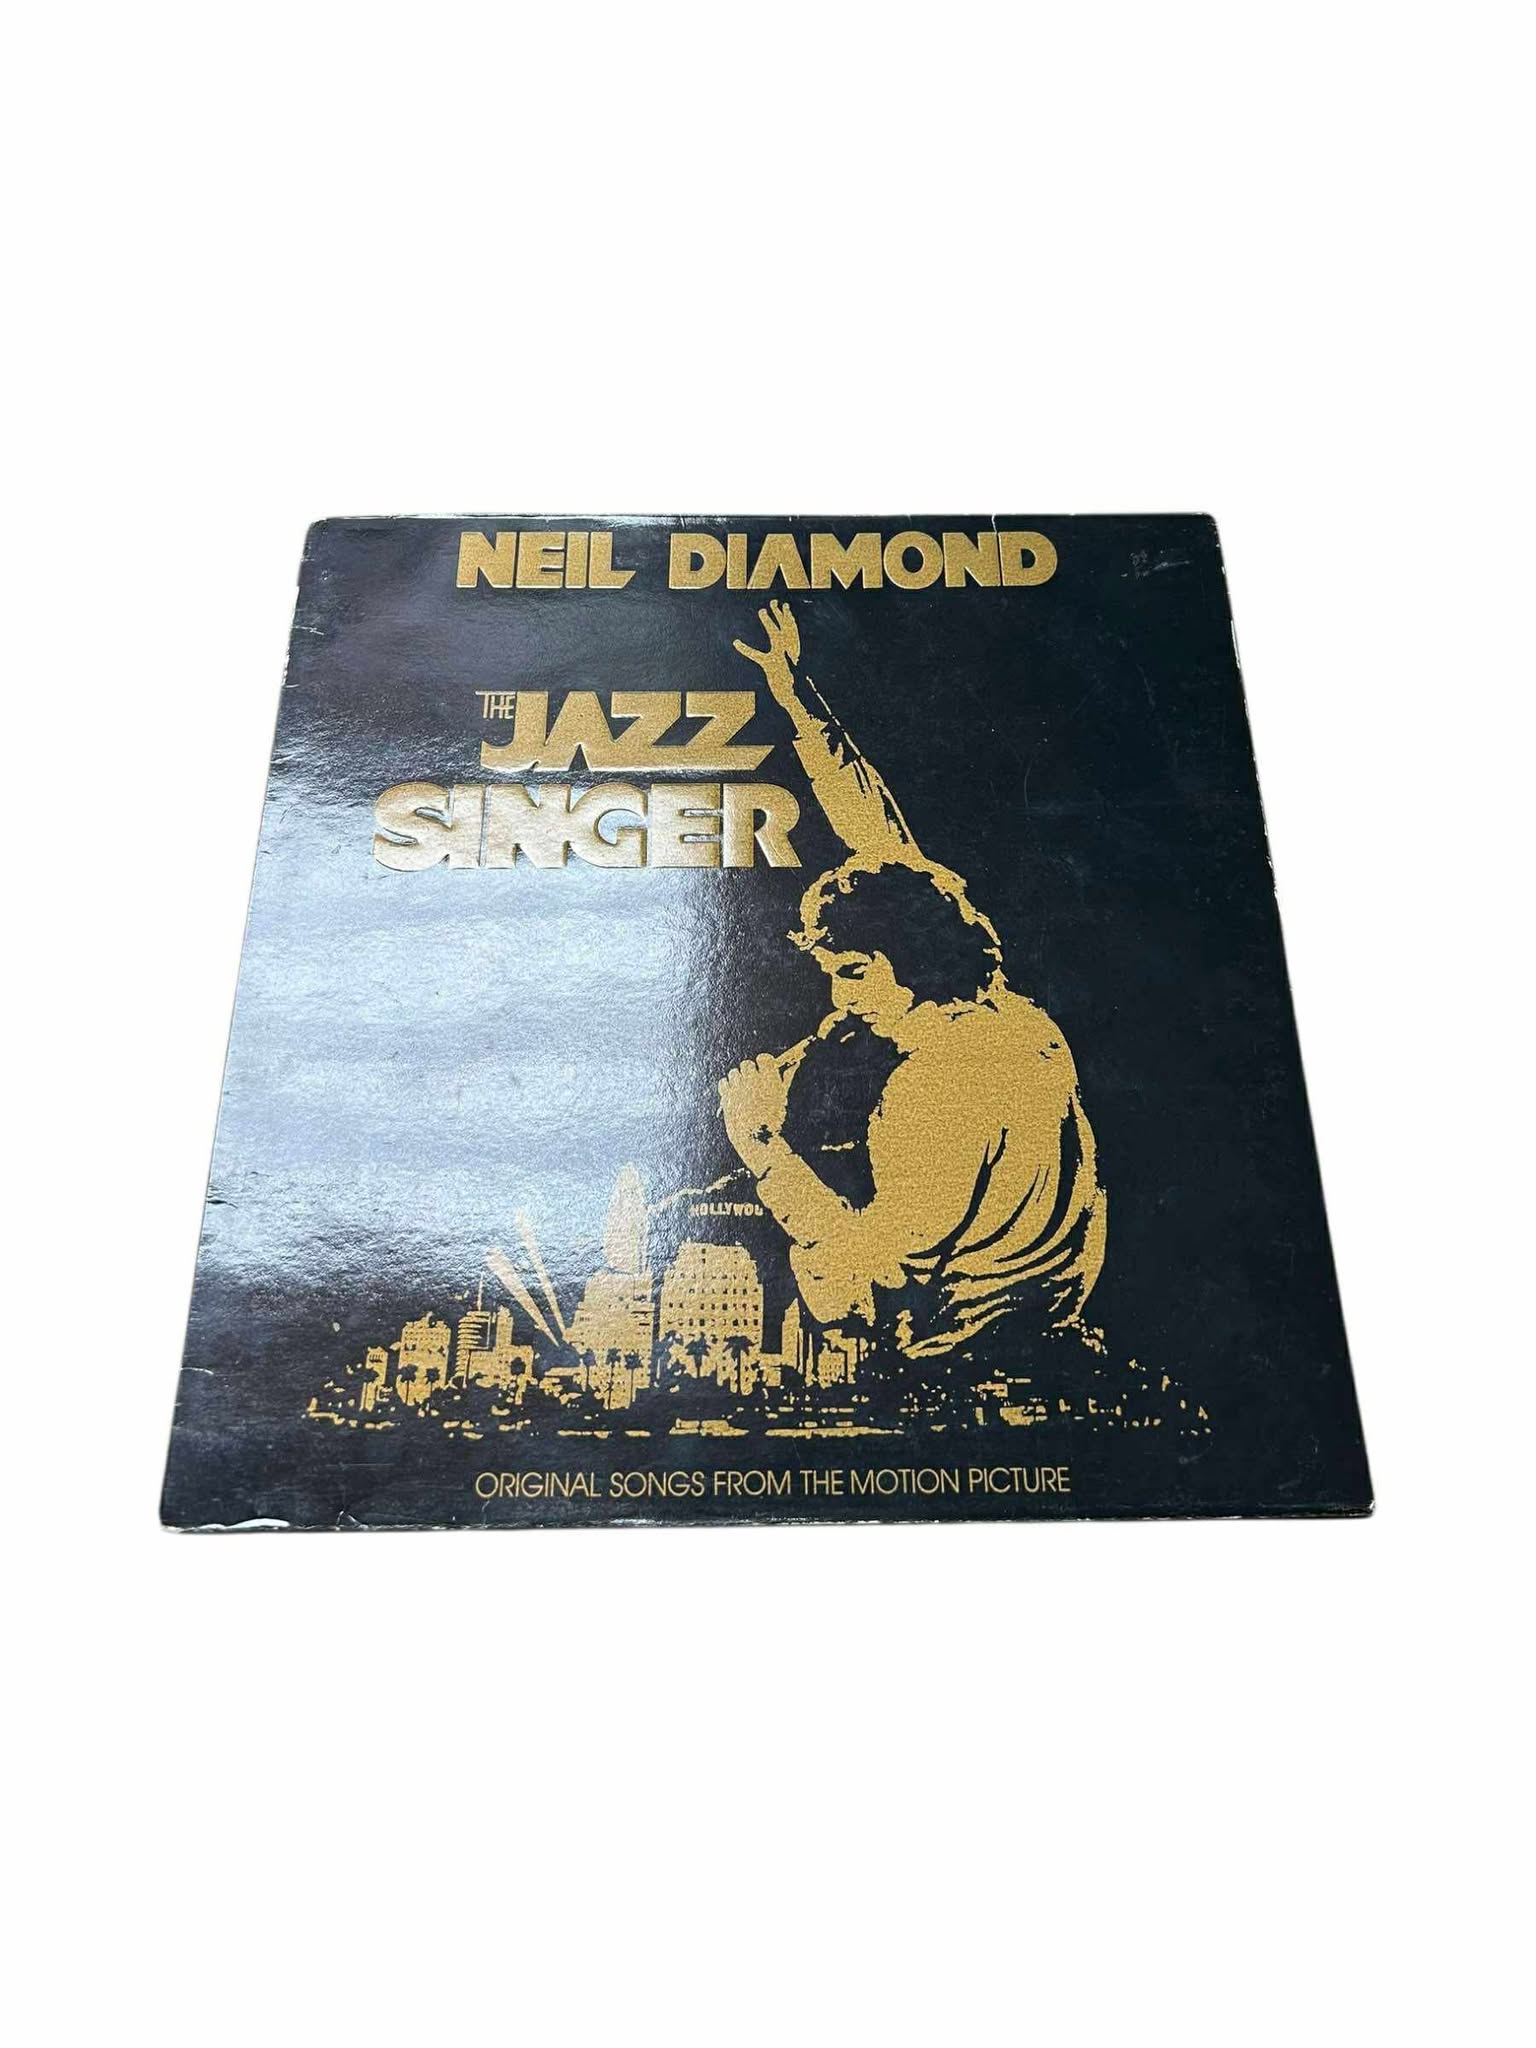 NEIL DIAMOND
THE JAZZ
SINGER
HOLLYWOO
ORIGINAL SONGS FROM THE MOTION PICTURE